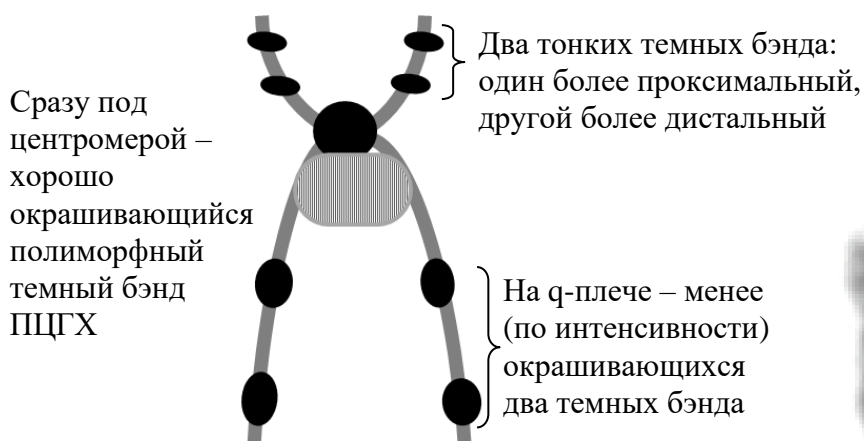 Два тонких темных бэнда:
один более проксимальный,
другой более дистальный
Сразу под
центромерой –
хорошо
окрашивающийся
полиморфный
темный бэнд
ПЦГХ
На q-плече – менее
(по интенсивности)
окрашивающихся
два темных бэнда